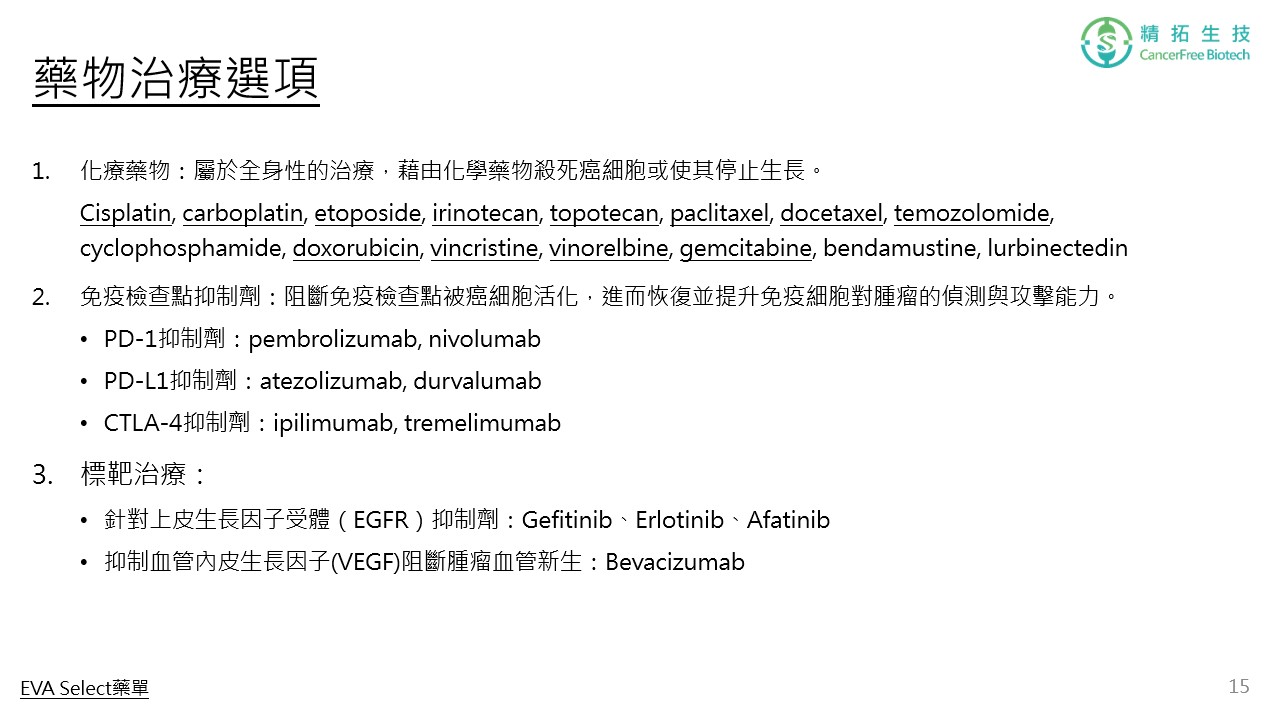 精拓生技
CancerFree Biotech
藥物治療選項
1. 化療藥物：屬於全身性的治療，藉由化學藥物殺死癌細胞或使其停止生長。
Cisplatin, carboplatin, etoposide, irinotecan, topotecan, paclitaxel, docetaxel, temozolomide,
cyclophosphamide, doxorubicin, vincristine, vinorelbine, gemcitabine, bendamustine, lurbinectedin
2. 免疫檢查點抑制劑：阻斷免疫檢查點被癌細胞活化，進而恢復並提升免疫細胞對腫瘤的偵測與攻擊能力。
• PD-1抑制劑：pembrolizumab, nivolumab
• PD-L1抑制劑：atezolizumab, durvalumab
• CTLA-4抑制劑：ipilimumab, tremelimumab
3. 標靶治療：
• 針對上皮生長因子受體（EGFR）抑制劑：Gefitinib、Erlotinib、Afatinib
• 抑制血管內皮生長因子(VEGF)阻斷腫瘤血管新生：Bevacizumab
EVA Select藥單
15